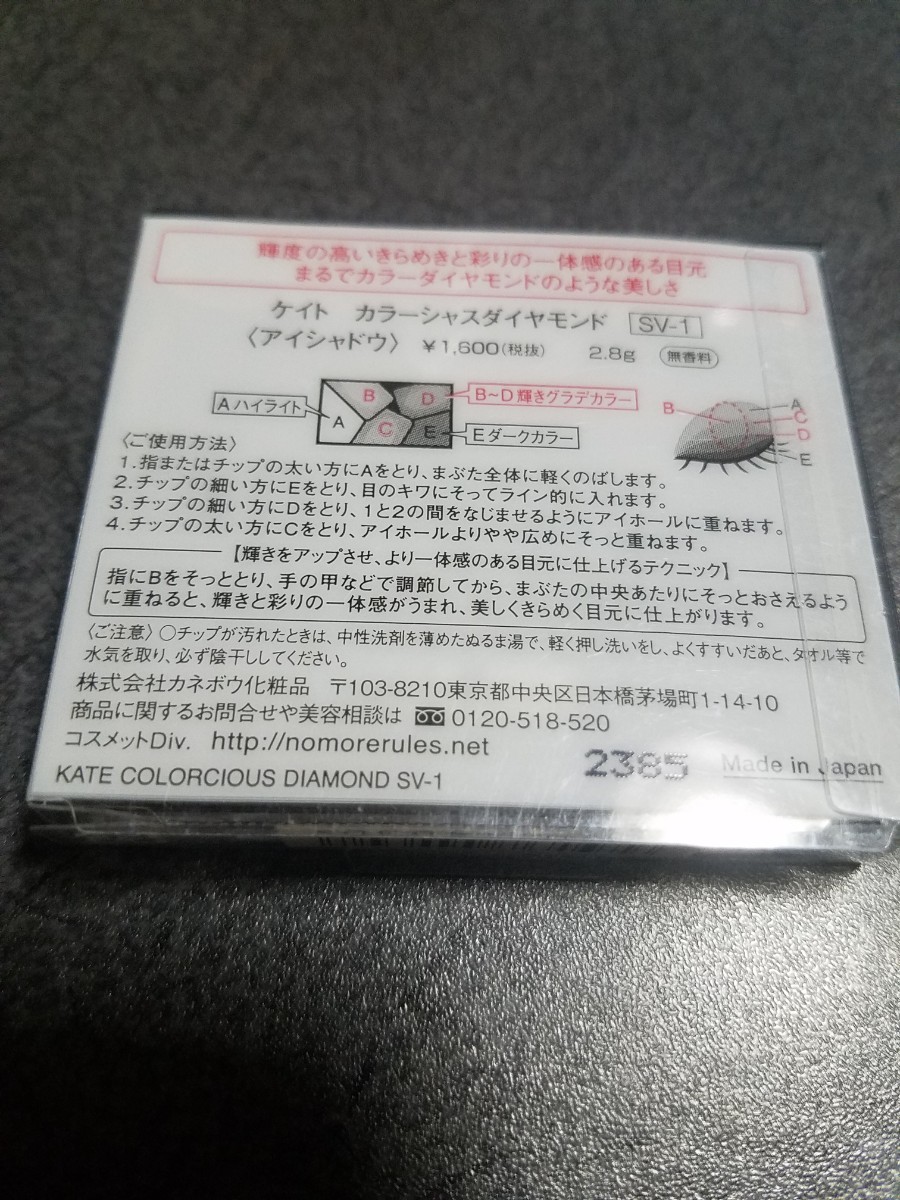 輝度の高いきらめきと彩りの一体感のある目元
まるでカラーダイヤモンドのような美しさ
ケイト カラーシャスダイヤモンド SV-1
〈アイシャドウ〉 ¥1,600(税抜) 2.8g 無香料
Aハイライト
A
B
C
D
E
B~D 輝きグラデカラー
Eダークカラー
B
A
C
D
E
〈ご使用方法〉
1.指またはチップの太い方にAをとり、まぶた全体に軽くのばします。
2.チップの細い方にEをとり、目のキワにそってライン的に入れます。
3.チップの細い方にDをとり、1と2の間をなじませるようにアイホールに重ねます。
4.チップの太い方にCをとり、アイホールよりやや広めにそっと重ねます。
【輝きをアップさせ、より一体感のある目元に仕上げるテクニック】
指にBをそっととり、手の甲などで調節してから、まぶたの中央あたりにそっとおさえるよう
に重ねると、輝きと彩りの一体感がうまれ、美しくきらめく目元に仕上がります。
〈ご注意〉○チップが汚れたときは、中性洗剤を薄めたぬるま湯で、軽く押し洗いをし、よくすすいだあと、タオル等で
水気を取り、必ず陰干ししてください。
株式会社カネボウ化粧品 〒103-8210東京都中央区日本橋茅場町1-14-10
商品に関するお問合せや美容相談は 0120-518-520
コスメットDiv. http://nomorerules.net
2385 Made in Japan
KATE COLORCIOUS DIAMOND SV-1